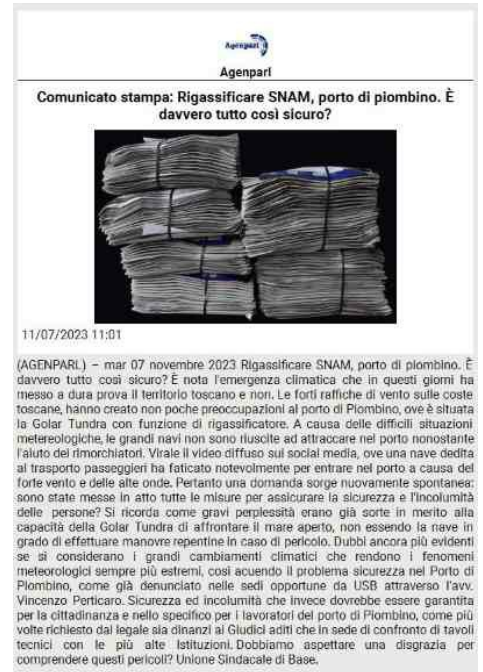 Agenparl
Agenparl
Comunicato stampa: Rigassificare SNAM, porto di piombino. È
davvero tutto così sicuro?
11/07/2023 11:01
(AGENPARL) – mar 07 novembre 2023 Rigassificare SNAM, porto di piombino. È
davvero tutto così sicuro? È nota l'emergenza climatica che in questi giorni ha
messo a dura prova il territorio toscano e non. Le forti raffiche di vento sulle coste
toscane, hanno creato non poche preoccupazioni al porto di Piombino, ove è situata
la Golar Tundra con funzione di rigassificatore. A causa delle difficili situazioni
metereologiche, le grandi navi non sono riuscite ad attraccare nel porto nonostante
l'aiuto dei rimorchiatori. Virale il video diffuso sui social media, ove una nave dedita
al trasporto passeggeri ha faticato notevolmente per entrare nel porto a causa del
forte vento e delle alte onde. Pertanto una domanda sorge nuovamente spontanea:
sono state messe in atto tutte le misure per assicurare la sicurezza e l'incolumità
delle persone? Si ricorda come gravi perplessità erano già sorte in merito alla
capacità della Golar Tundra di affrontare il mare aperto, non essendo la nave in
grado di effettuare manovre repentine in caso di pericolo. Dubbi ancora più evidenti
se si considerano i grandi cambiamenti climatici che rendono i fenomeni
meteorologici sempre più estremi, così acuendo il problema sicurezza nel Porto di
Piombino, come già denunciato nelle sedi opportune da USB attraverso l'avv.
Vincenzo Perticaro. Sicurezza ed incolumità che invece dovrebbe essere garantita
per la cittadinanza e nello specifico per i lavoratori del porto di Piombino, come più
volte richiesto dal legale sia dinanzi ai Giudici aditi che in sede di confronto di tavoli
tecnici con le più alte Istituzioni. Dobbiamo aspettare una disgrazia per
comprendere questi pericoli? Unione Sindacale di Base.